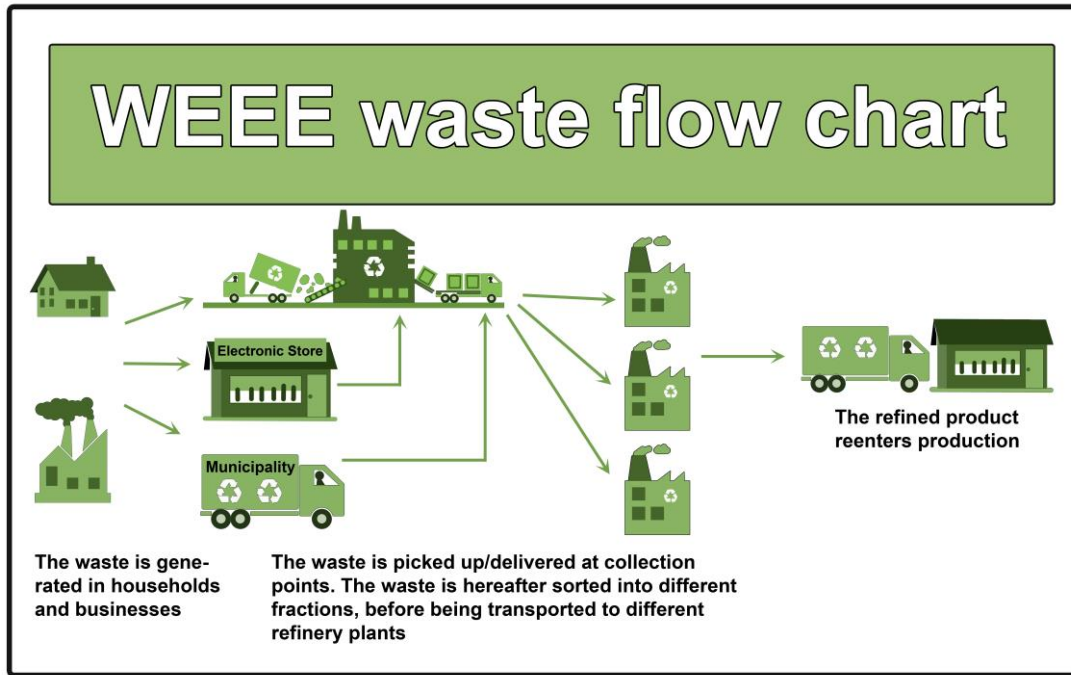 WEEE waste flow chart
Electronic Store
Municipality
The refined product
reenters production
The waste is gene-
rated in households
and businesses
The waste is picked up/delivered at collection
points. The waste is hereafter sorted into different
fractions, before being transported to different
refinery plants